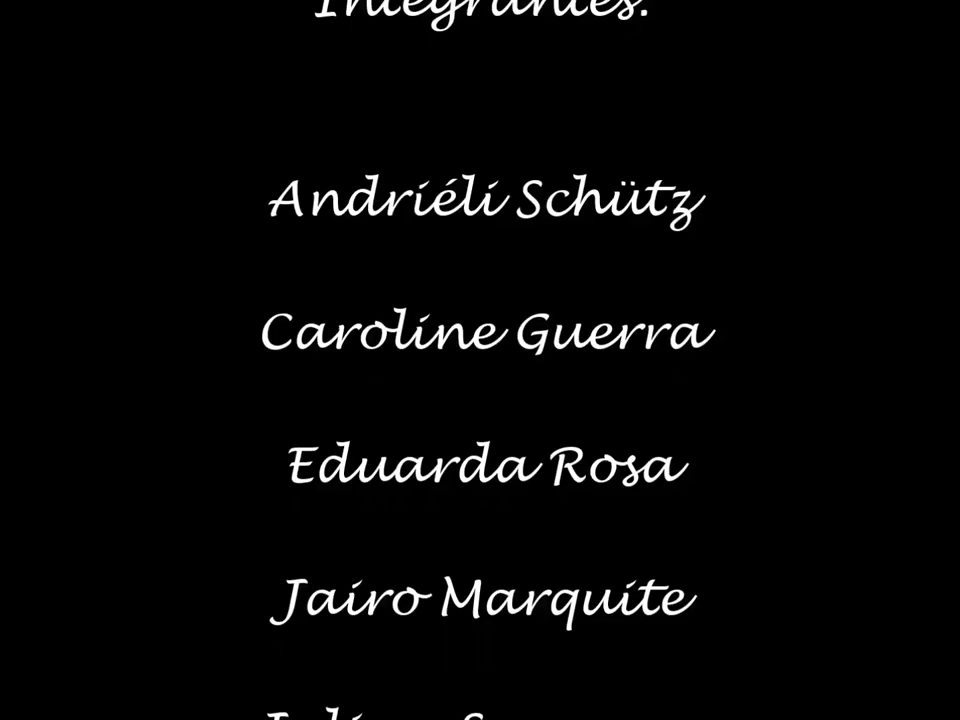 Integrantes:
Andriéli Schütz
Caroline Guerra
Eduarda Rosa
Jairo Marquite